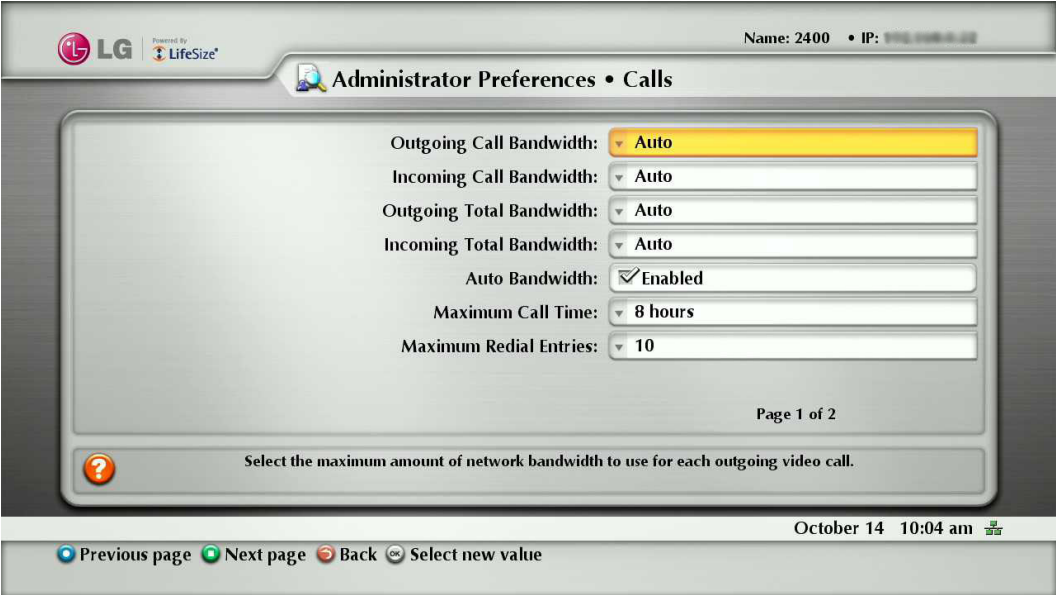 LG
Powered By
LifeSize®
Name: 2400 • IP:
Administrator Preferences • Calls
Outgoing Call Bandwidth: Auto
Incoming Call Bandwidth: Auto
Outgoing Total Bandwidth: Auto
Incoming Total Bandwidth: Auto
Auto Bandwidth: Enabled
Maximum Call Time: 8 hours
Maximum Redial Entries: 10
Page 1 of 2
?
Select the maximum amount of network bandwidth to use for each outgoing video call.
October 14 10:04 am
Previous page Next page Back OK Select new value